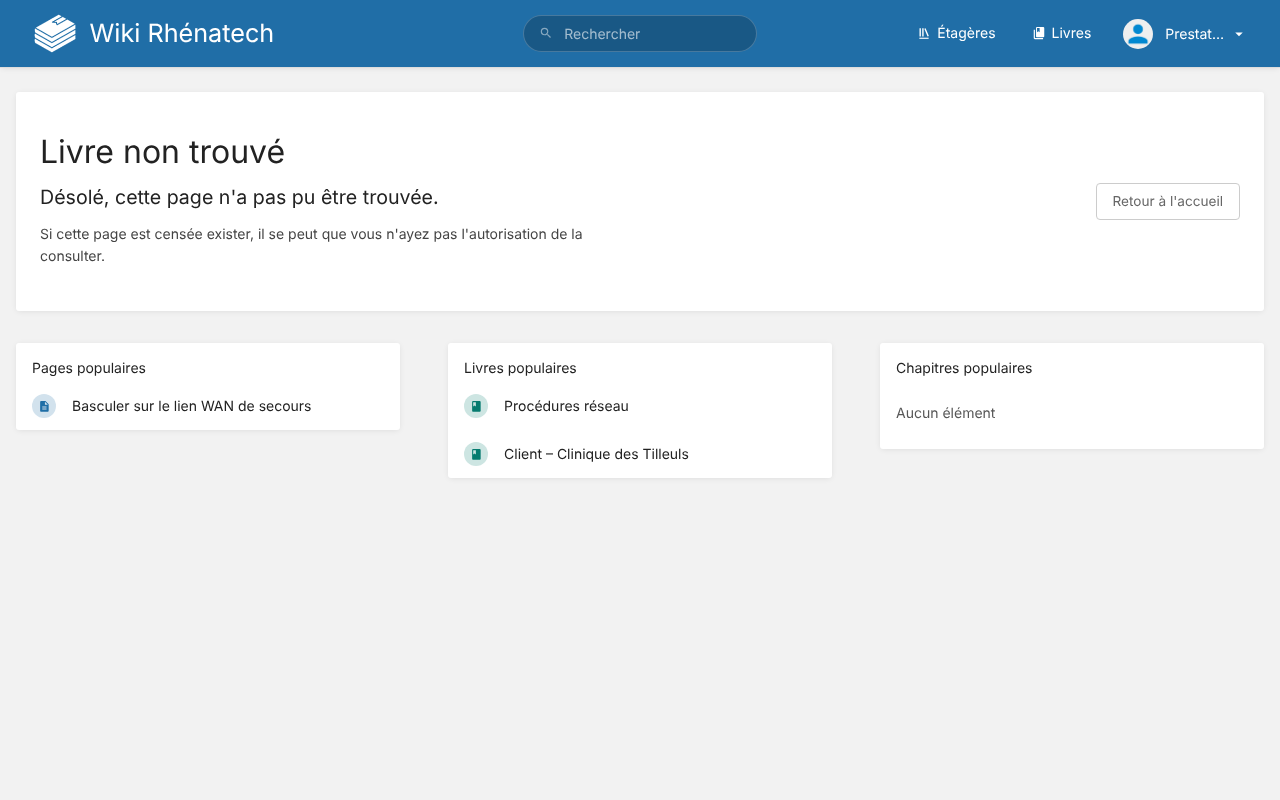 Wiki Rhénatech
Rechercher
Étagères
Livres
Prestat...
Livre non trouvé
Désolé, cette page n'a pas pu être trouvée.
Si cette page est censée exister, il se peut que vous n'ayez pas l'autorisation de la
consulter.
Retour à l'accueil
Pages populaires
Basculer sur le lien WAN de secours
Livres populaires
Procédures réseau
Client – Clinique des Tilleuls
Chapitres populaires
Aucun élément